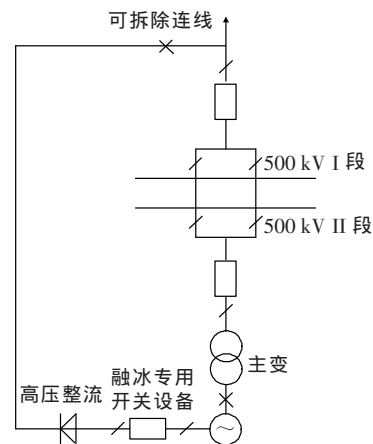 可拆除连线
500 kV I 段
500 kV II 段
主变
融冰专用
开关设备
高压整流
~